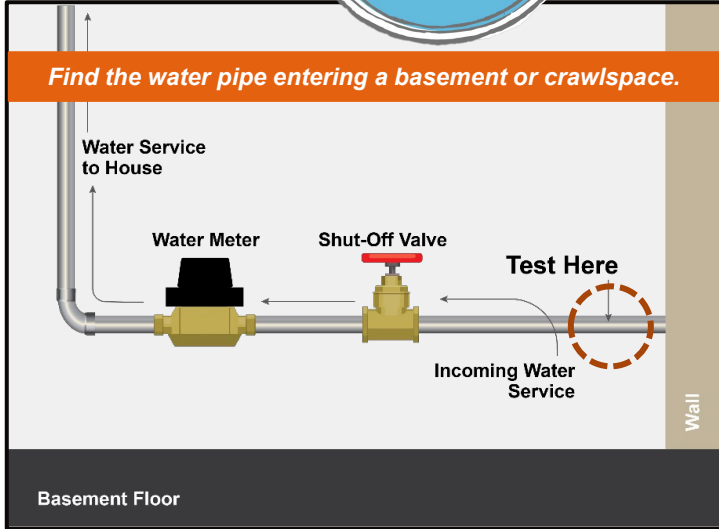 Find the water pipe entering a basement or crawlspace.
Water Service
to House
Water Meter
Shut-Off Valve
Test Here
Incoming Water
Service
Wall
Basement Floor